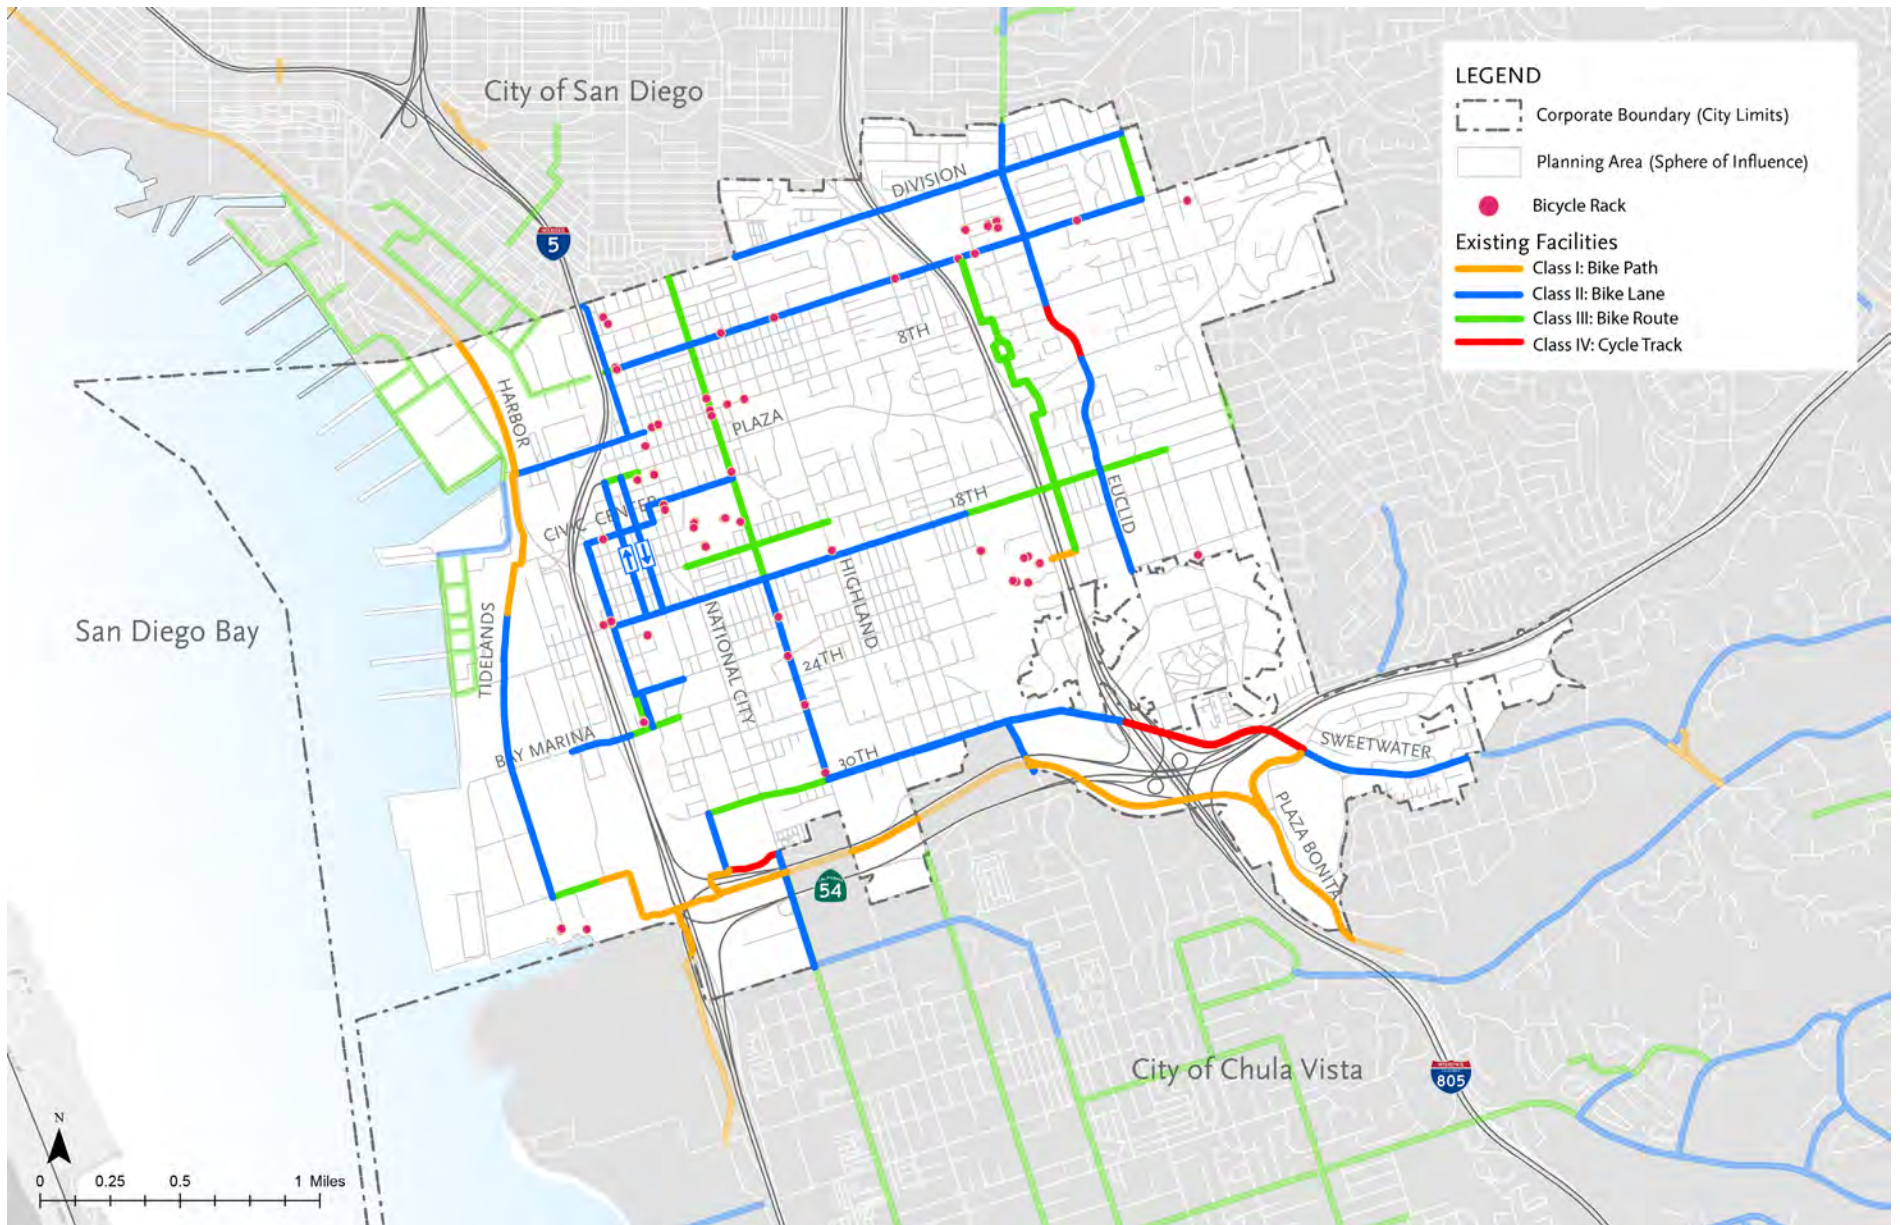 City of San Diego
LEGEND
Corporate Boundary (City Limits)
Planning Area (Sphere of Influence)
Bicycle Rack
Existing Facilities
Class I: Bike Path
Class II: Bike Lane
Class III: Bike Route
Class IV: Cycle Track
DIVISION
5
8TH
HARBOR
PLAZA
18TH
EUCLID
CIVIC CENTER
HIGHLAND
TIDELANDS
NATIONAL CITY
San Diego Bay
24TH
BAY MARINA
30TH
SWEETWATER
PLAZA BONITA
54
City of Chula Vista
805
N
0 0.25 0.5 1 Miles